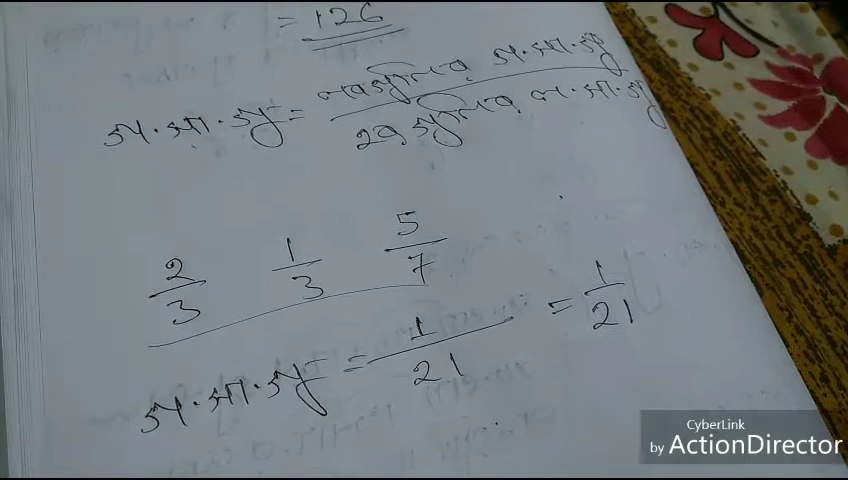 = 126
গ.সা.গু = লবগুলির গ.সা.গু
হরগুলির ল.সা.গু
2/3 1/3 5/7
গ.সা.গু = 1/21 = 1/21
CyberLink
by ActionDirector